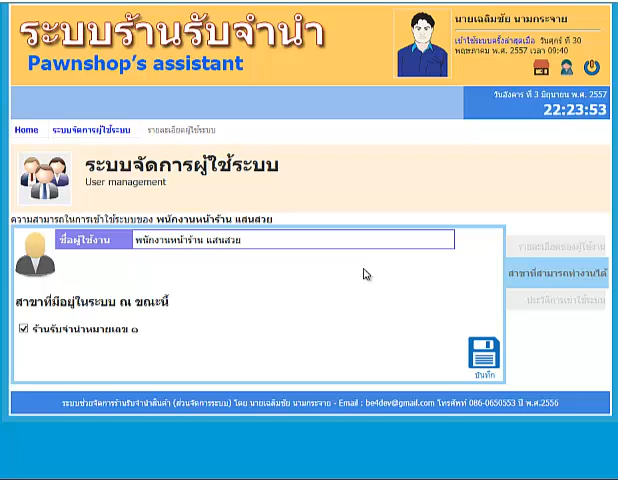 ระบบร้านรับจำนำ
Pawnshop's assistant
นายเฉลิมชัย นามกระจาย
เข้าใช้ระบบครั้งล่าสุดเมื่อ วันศุกร์ ที่ 30
พฤษภาคม พ.ศ. 2557 เวลา 09:40
วันอังคาร ที่ 3 มิถุนายน พ.ศ. 2557
22:23:53
Home ระบบจัดการผู้ใช้ระบบ รายละเอียดผู้ใช้ระบบ
ระบบจัดการผู้ใช้ระบบ
User management
ความสามารถในการเข้าใช้ระบบของ พนักงานหน้าร้าน แสนสวย
ชื่อผู้ใช้งาน พนักงานหน้าร้าน แสนสวย
รายละเอียดของผู้ใช้งาน
สาขาที่สามารถทำงานได้
ประวัติการเข้าใช้ระบบ
สาขาที่มีอยู่ในระบบ ณ ขณะนี้
ร้านรับจำนำหมายเลข ๑
บันทึก
ระบบช่วยจัดการร้านรับจำนำสินค้า (ส่วนจัดการระบบ) โดย นายเฉลิมชัย นามกระจาย - Email : be4dev@gmail.com โทรศัพท์ 086-0650553 ปี พ.ศ.2556